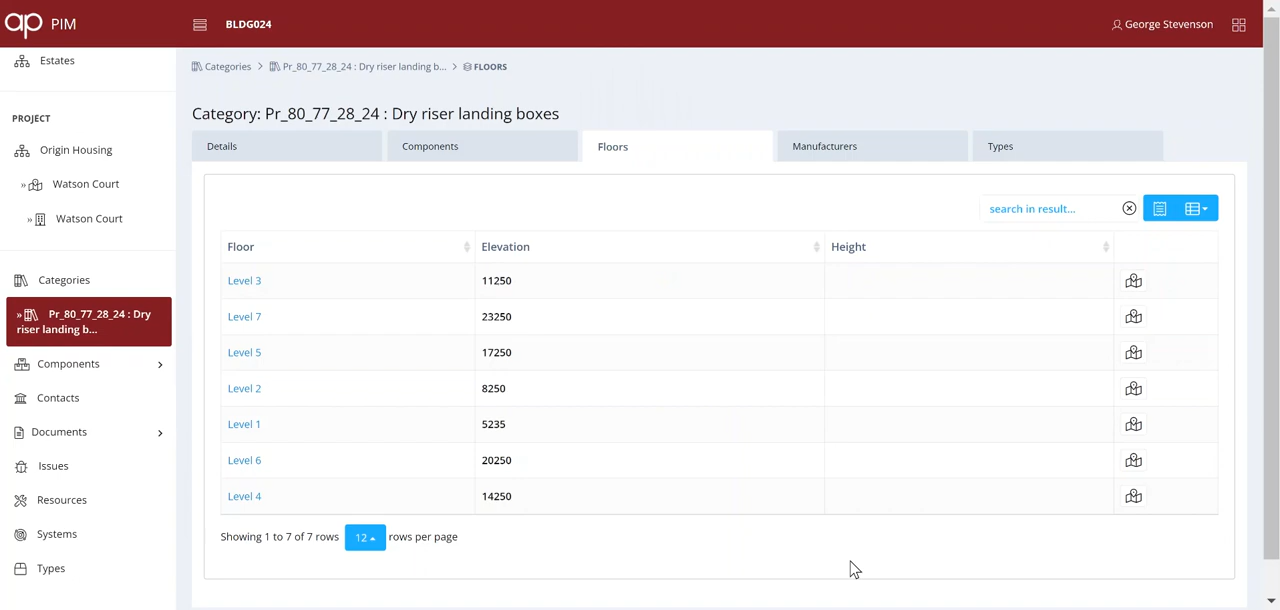 ap PIM
BLDG024
George Stevenson
Estates
PROJECT
Origin Housing
» Watson Court
» Watson Court
Categories
» Pr_80_77_28_24 : Dry
riser landing b...
Components
Contacts
Documents
Issues
Resources
Systems
Types
Categories > Pr_80_77_28_24 : Dry riser landing b... > FLOORS
Category: Pr_80_77_28_24 : Dry riser landing boxes
Details Components Floors Manufacturers Types
search in result...
Floor Elevation Height
Level 3 11250
Level 7 23250
Level 5 17250
Level 2 8250
Level 1 5235
Level 6 20250
Level 4 14250
Showing 1 to 7 of 7 rows 12 rows per page